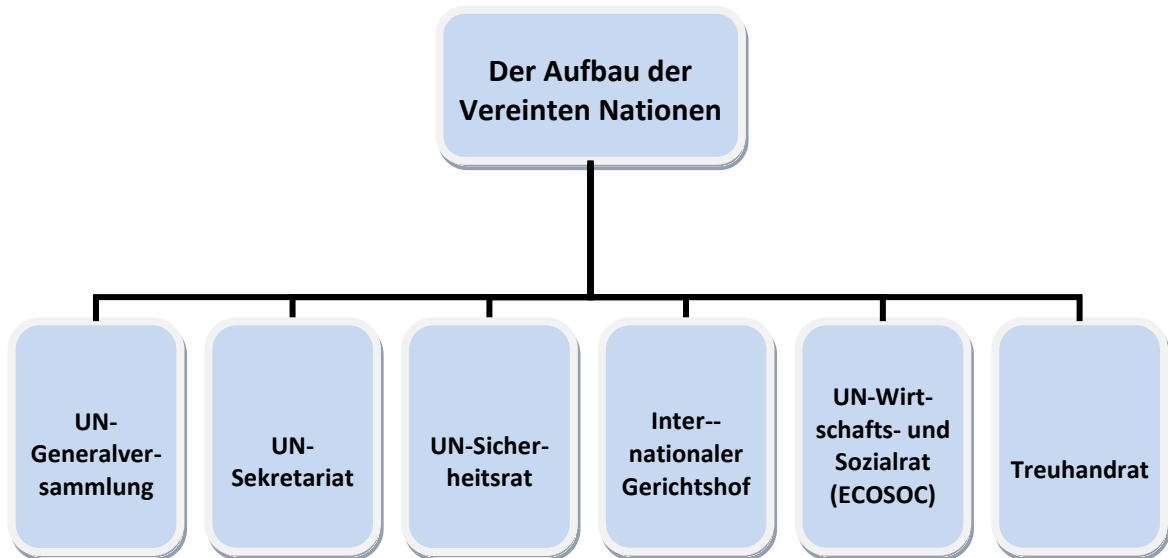 Der Aufbau der
Vereinten Nationen
UN-
Generalver-
sammlung
UN-
Sekretariat
UN-Sicher-
heitsrat
Inter--
nationaler
Gerichtshof
UN-Wirt-
schafts- und
Sozialrat
(ECOSOC)
Treuhandrat